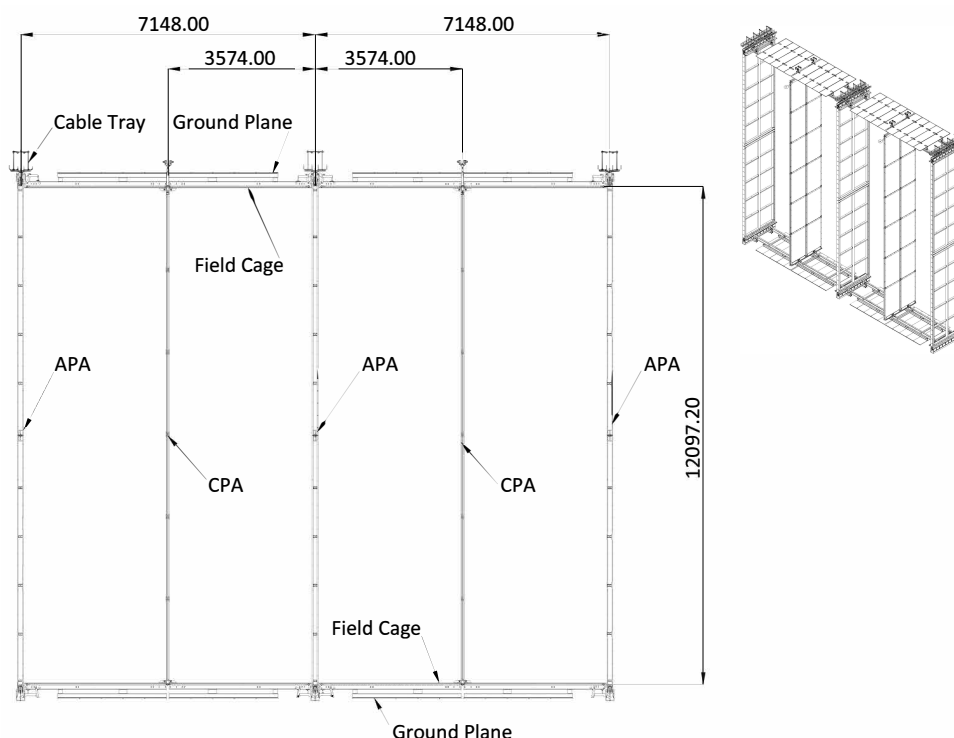 7148.00
7148.00
3574.00
3574.00
Cable Tray
Ground Plane
Field Cage
APA
APA
APA
12097.20
CPA
CPA
Field Cage
Ground Plane